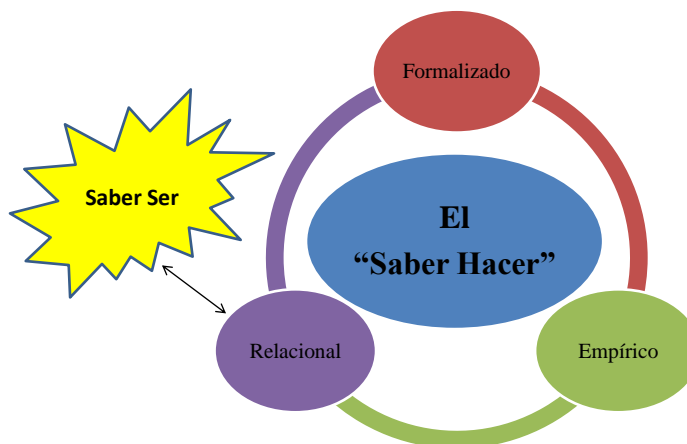 Formalizado
Saber Ser
El
“Saber Hacer”
Relacional
Empírico